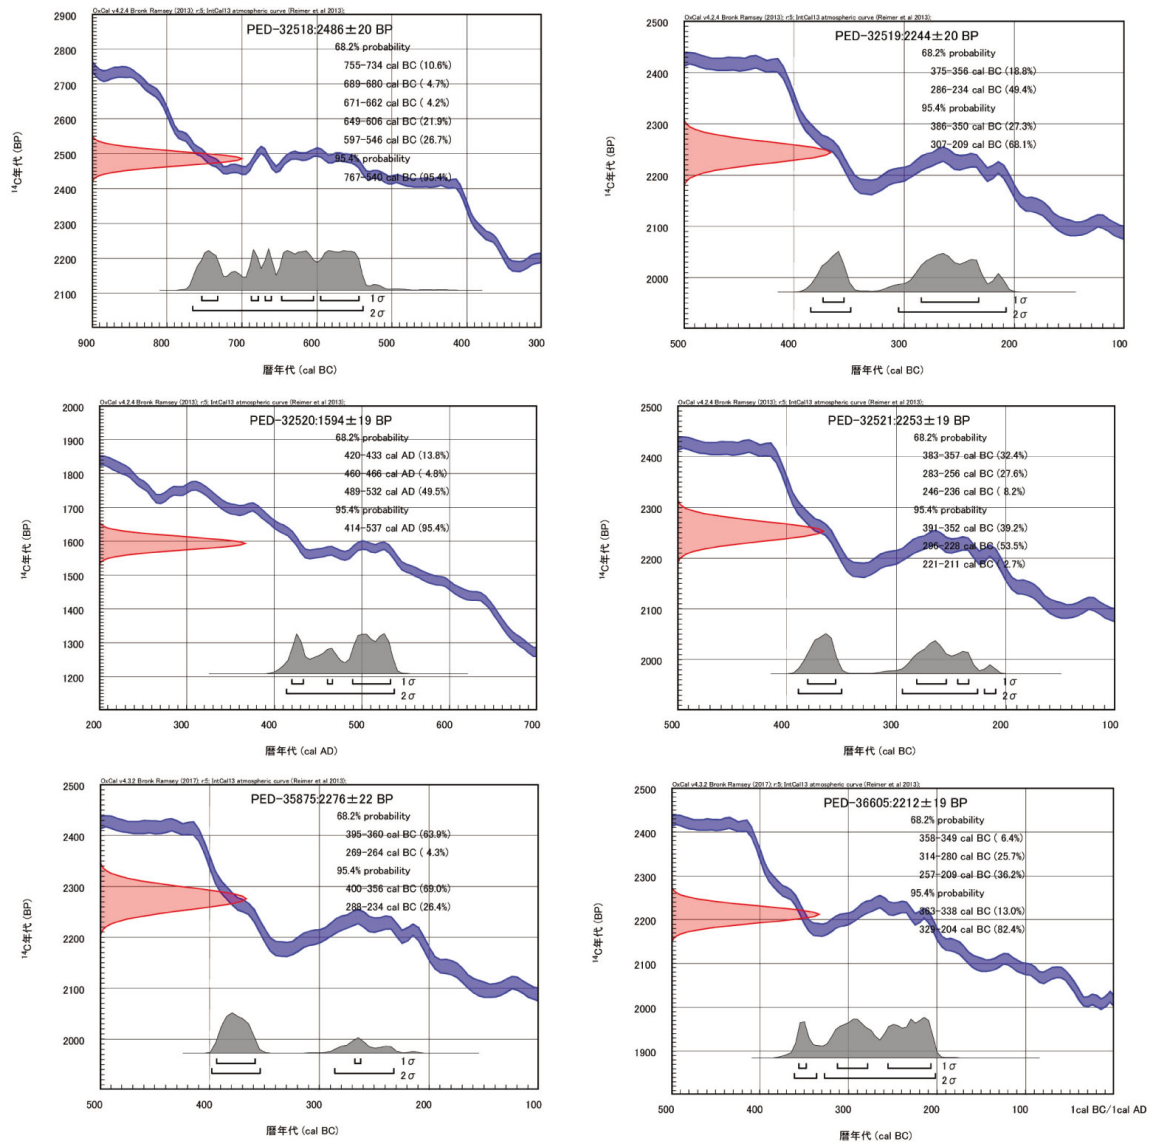 OxCal v4.2.4 Bronk Ramsey (2013); r:5; IntCal13 atmospheric curve (Reimer et al 2013);
PED-32518:2486±20 BP
68.2% probability
755-734 cal BC (10.6%)
689-680 cal BC ( 4.7%)
671-662 cal BC ( 4.2%)
649-606 cal BC (21.9%)
597-546 cal BC (26.7%)
95.4% probability
767-540 cal BC (95.4%)
2900
2800
2700
2600
2500
2400
2300
2200
2100
¹⁴C年代 (BP)
1σ
2σ
900 800 700 600 500 400 300
暦年代 (cal BC)
OxCal v4.2.4 Bronk Ramsey (2013); r:5; IntCal13 atmospheric curve (Reimer et al 2013);
PED-32519:2244±20 BP
68.2% probability
375-356 cal BC (18.8%)
286-234 cal BC (49.4%)
95.4% probability
386-350 cal BC (27.3%)
307-209 cal BC (68.1%)
2500
2400
2300
2200
2100
2000
¹⁴C年代 (BP)
1σ
2σ
500 400 300 200 100
暦年代 (cal BC)
OxCal v4.2.4 Bronk Ramsey (2013); r:5; IntCal13 atmospheric curve (Reimer et al 2013);
PED-32520:1594±19 BP
68.2% probability
420-433 cal AD (13.8%)
460-466 cal AD ( 4.8%)
489-532 cal AD (49.5%)
95.4% probability
414-537 cal AD (95.4%)
2000
1900
1800
1700
1600
1500
1400
1300
1200
¹⁴C年代 (BP)
1σ
2σ
200 300 400 500 600 700
暦年代 (cal AD)
OxCal v4.2.4 Bronk Ramsey (2013); r:5; IntCal13 atmospheric curve (Reimer et al 2013);
PED-32521:2253±19 BP
68.2% probability
383-357 cal BC (32.4%)
283-256 cal BC (27.6%)
246-236 cal BC ( 8.2%)
95.4% probability
391-352 cal BC (39.2%)
296-228 cal BC (53.5%)
221-211 cal BC ( 2.7%)
2500
2400
2300
2200
2100
2000
¹⁴C年代 (BP)
1σ
2σ
500 400 300 200 100
暦年代 (cal BC)
OxCal v4.3.2 Bronk Ramsey (2017); r:5; IntCal13 atmospheric curve (Reimer et al 2013);
PED-35875:2276±22 BP
68.2% probability
395-360 cal BC (63.9%)
269-264 cal BC ( 4.3%)
95.4% probability
400-356 cal BC (69.0%)
288-234 cal BC (26.4%)
2500
2400
2300
2200
2100
2000
¹⁴C年代 (BP)
1σ
2σ
500 400 300 200 100
暦年代 (cal BC)
OxCal v4.3.2 Bronk Ramsey (2017); r:5; IntCal13 atmospheric curve (Reimer et al 2013);
PED-36605:2212±19 BP
68.2% probability
358-349 cal BC ( 6.4%)
314-280 cal BC (25.7%)
257-209 cal BC (36.2%)
95.4% probability
363-338 cal BC (13.0%)
329-204 cal BC (82.4%)
2500
2400
2300
2200
2100
2000
1900
¹⁴C年代 (BP)
1σ
2σ
500 400 300 200 100 1cal BC/1cal AD
暦年代 (cal BC)